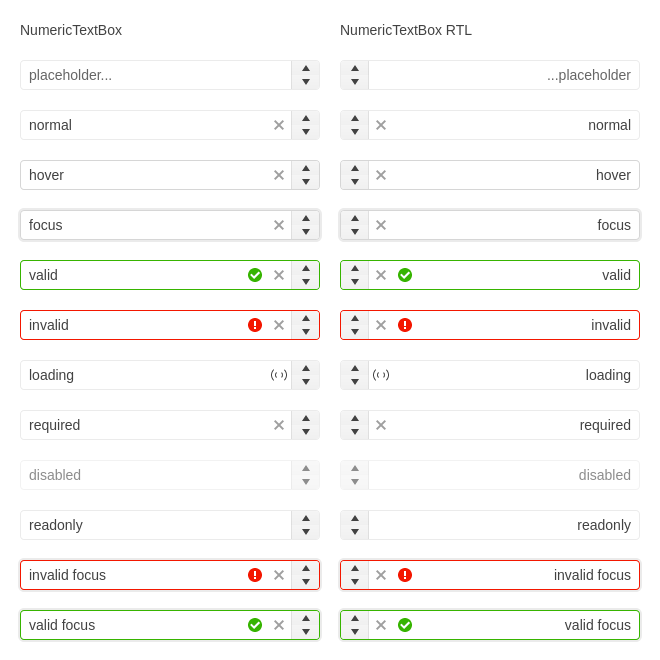 NumericTextBox
NumericTextBox RTL
placeholder...
...placeholder
normal
normal
hover
hover
focus
focus
valid
valid
invalid
invalid
loading
loading
required
required
disabled
disabled
readonly
readonly
invalid focus
invalid focus
valid focus
valid focus